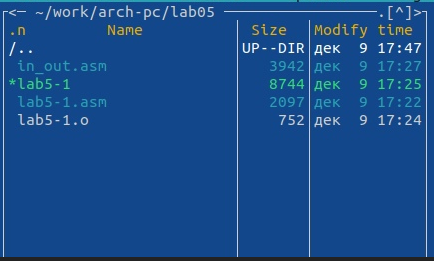 <− ~/work/arch-pc/lab05 .[^]>
.n Name Size Modify time
/.. UP--DIR дек 9 17:47
in_out.asm 3942 дек 9 17:27
*lab5-1 8744 дек 9 17:25
lab5-1.asm 2097 дек 9 17:22
lab5-1.o 752 дек 9 17:24